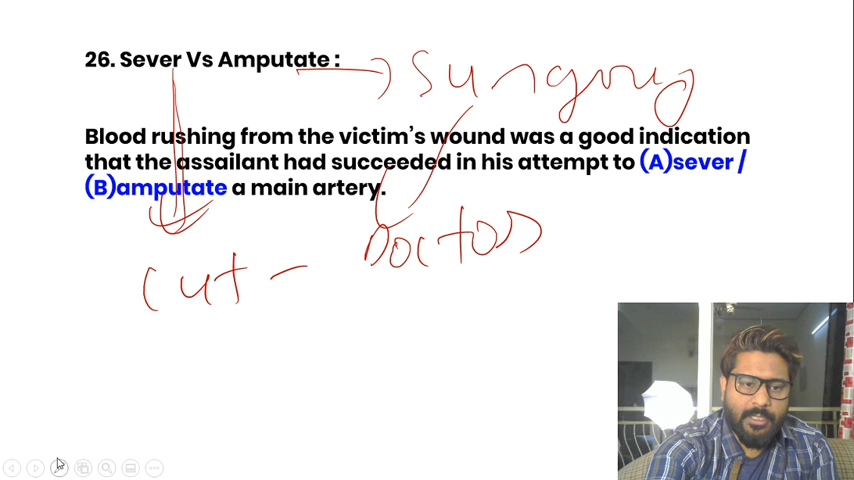 26. Sever Vs Amputate :
Surgery
Blood rushing from the victim's wound was a good indication
that the assailant had succeeded in his attempt to (A)sever /
(B)amputate a main artery.
Cut - Doctors